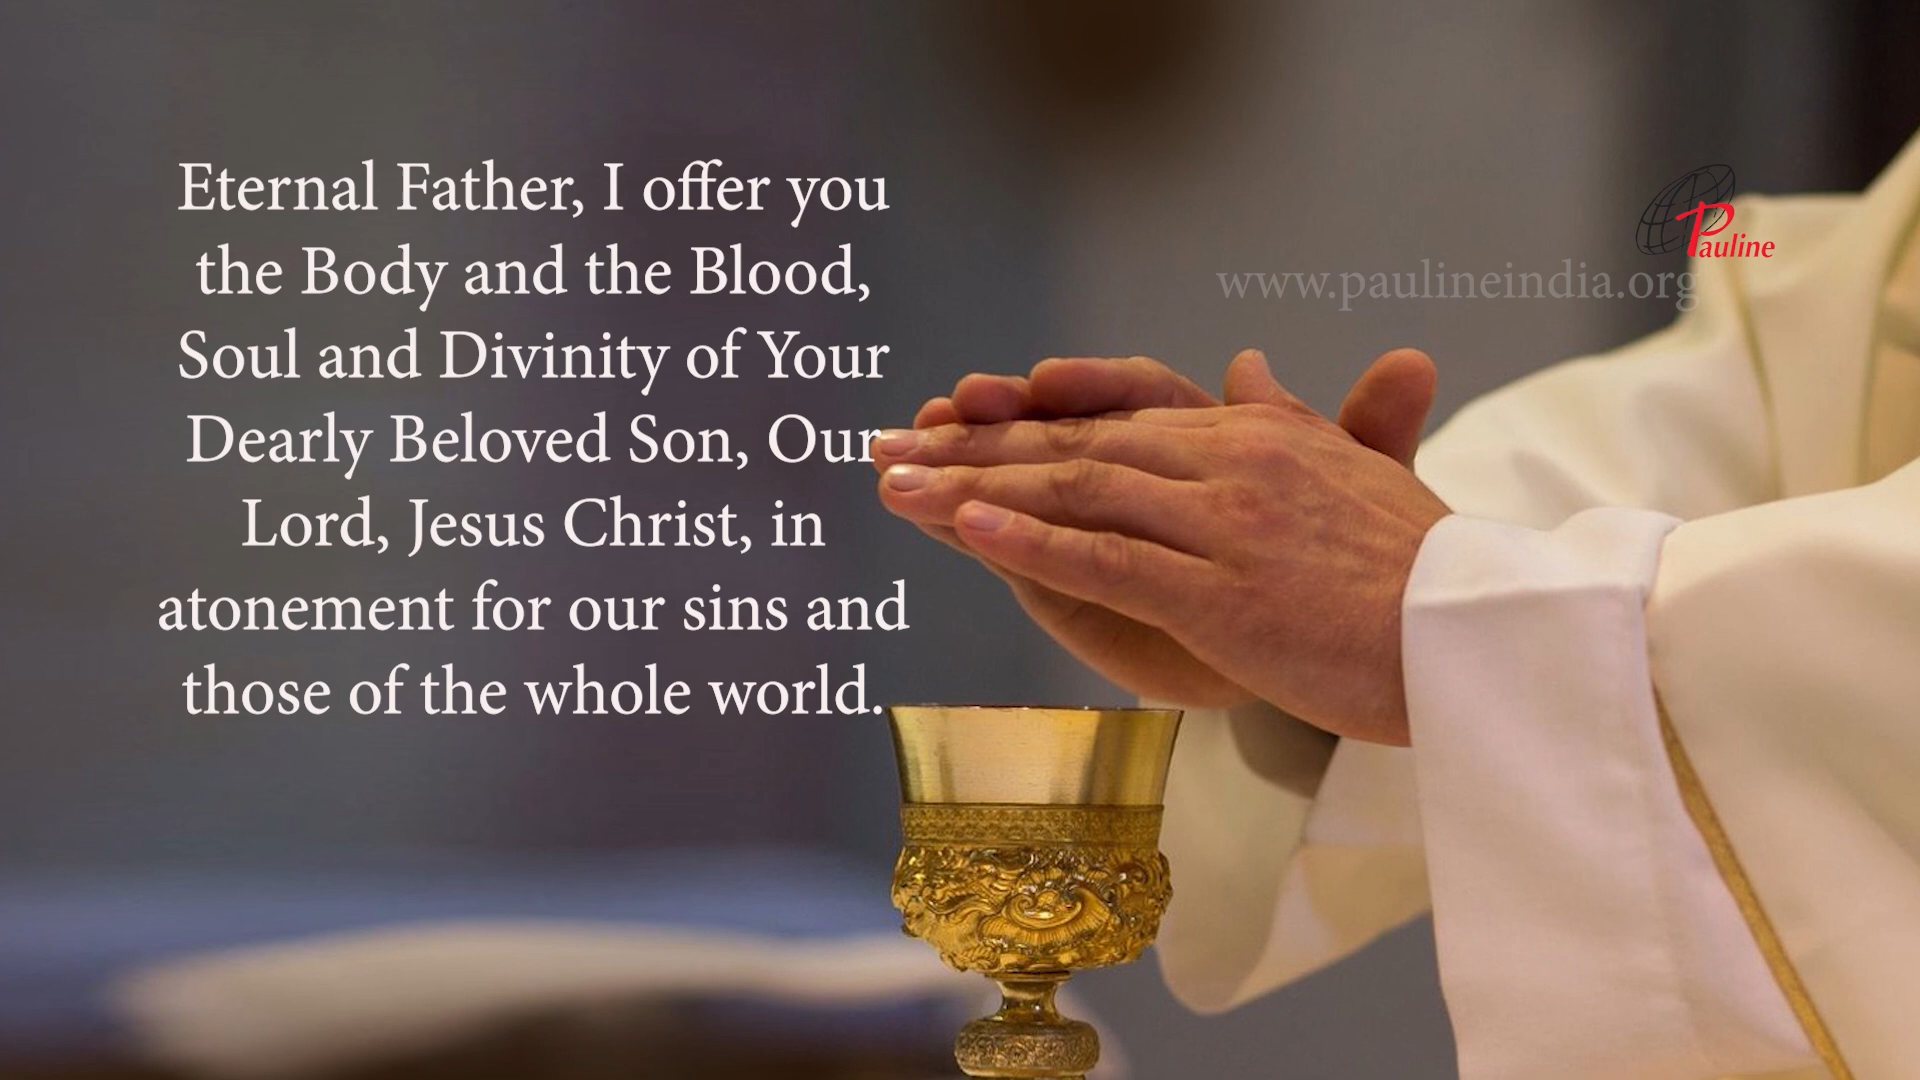 Eternal Father, I offer you
the Body and the Blood,
Soul and Divinity of Your
Dearly Beloved Son, Our
Lord, Jesus Christ, in
atonement for our sins and
those of the whole world.
Pauline
www.paulineindia.org